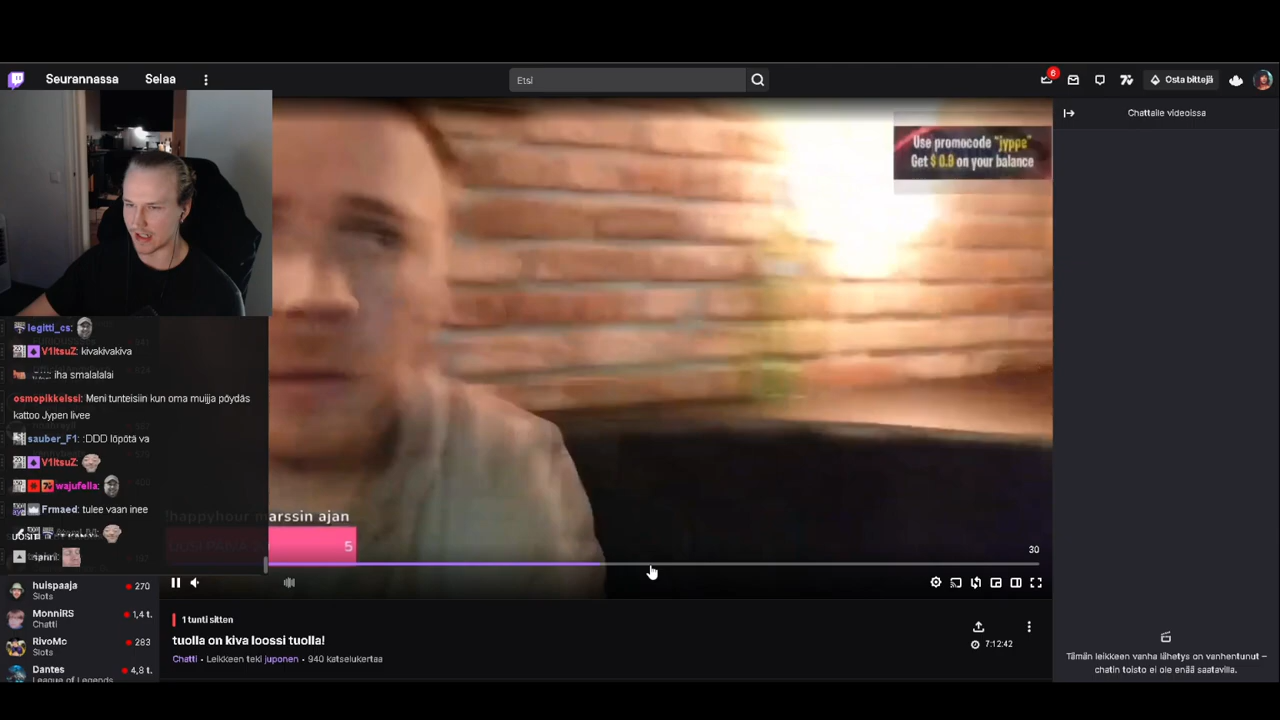 Seurannassa
Selaa
Etsi
6
Osta bittejä
Chattaile videoissa
Use promocode "jyppe"
Get $ 0.9 on your balance
legitti_cs:
V1ltsuZ: kivakivakiva
iha smalalalai
osmopikkelssi: Meni tunteisiin kun oma muijja pöydäs
kattoo Jypen livee
sauber_F1: :DDD löpötä va
V1ltsuZ:
wajufella:
Frmaed: tulee vaan inee
!happyhour marssin ajan
5
30
huispaaja
270
Slots
MonniRS
1,4 t.
Chatti
RivoMc
283
Slots
Dantes
4,8 t.
League of Legends
1 tunti sitten
tuolla on kiva loossi tuolla!
Chatti • Leikkeen teki juponen • 940 katselukertaa
7:12:42
Tämän leikkeen vanha lähetys on vanhentunut –
chatin toisto ei ole enää saatavilla.